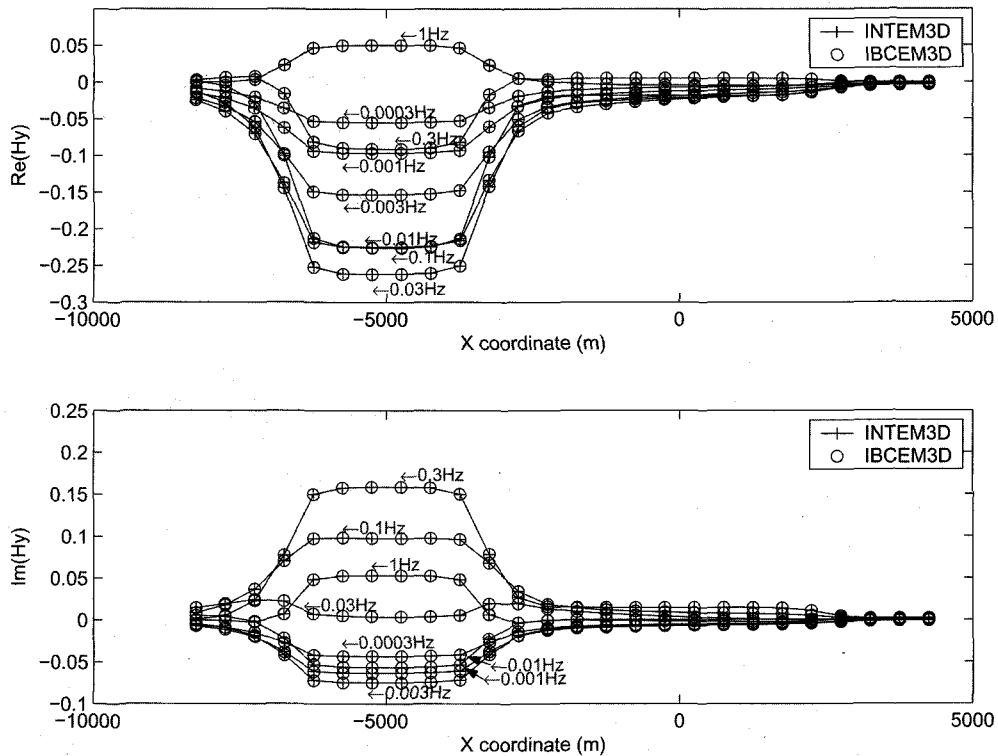 0.05
0
−0.05
−0.1
−0.15
−0.2
−0.25
−0.3
Re(Hy)
←1Hz
←0.0003Hz
←0.3Hz
←0.001Hz
←0.003Hz
←0.01Hz
←0.1Hz
←0.03Hz
INTEM3D
IBCEM3D
−10000
−5000
0
5000
X coordinate (m)
0.25
0.2
0.15
0.1
0.05
0
−0.05
−0.1
Im(Hy)
INTEM3D
IBCEM3D
←0.3Hz
←0.1Hz
←1Hz
←0.03Hz
←0.0003Hz
0.01Hz
0.001Hz
←0.003Hz
−10000
−5000
0
5000
X coordinate (m)